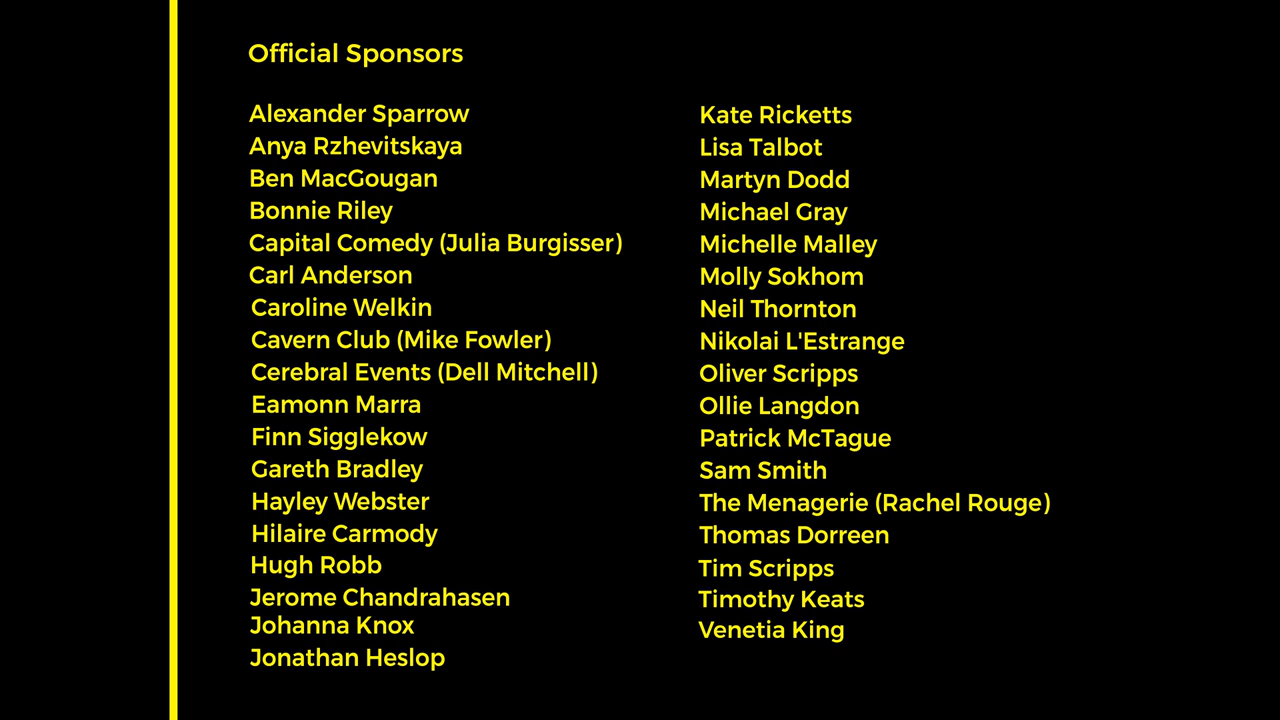 Official Sponsors
Alexander Sparrow
Anya Rzhevitskaya
Ben MacGougan
Bonnie Riley
Capital Comedy (Julia Burgisser)
Carl Anderson
Caroline Welkin
Cavern Club (Mike Fowler)
Cerebral Events (Dell Mitchell)
Eamonn Marra
Finn Sigglekow
Gareth Bradley
Hayley Webster
Hilaire Carmody
Hugh Robb
Jerome Chandrahasen
Johanna Knox
Jonathan Heslop
Kate Ricketts
Lisa Talbot
Martyn Dodd
Michael Gray
Michelle Malley
Molly Sokhom
Neil Thornton
Nikolai L'Estrange
Oliver Scripps
Ollie Langdon
Patrick McTague
Sam Smith
The Menagerie (Rachel Rouge)
Thomas Dorreen
Tim Scripps
Timothy Keats
Venetia King